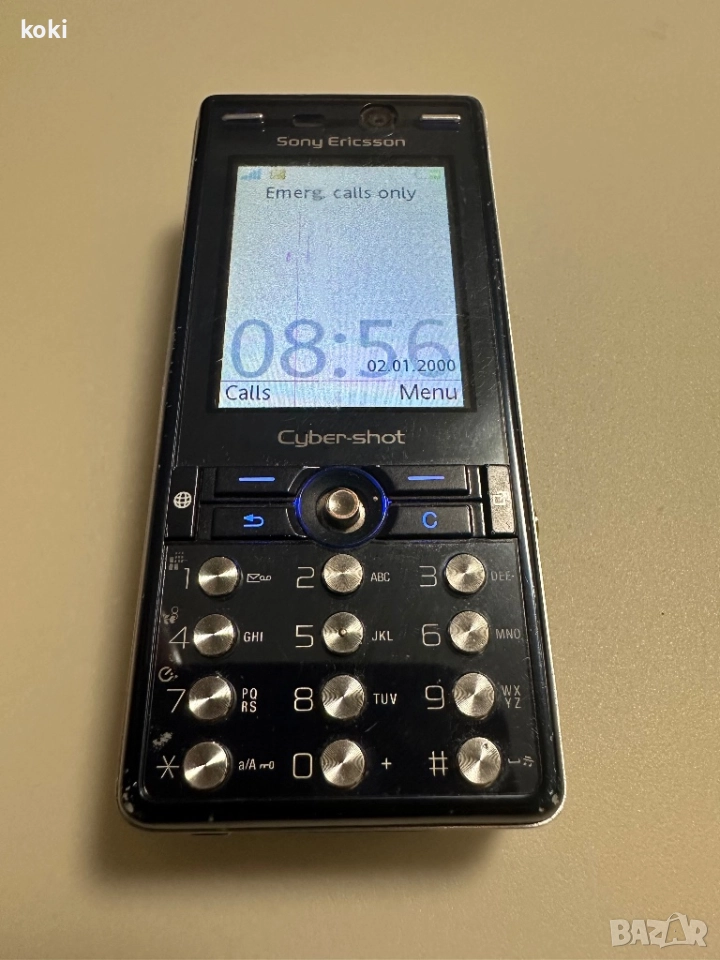 koki
Sony Ericsson
Emerg. calls only
08:56
02.01.2000
Calls Menu
Cyber-shot
C
1 2 ABC 3 DEF
4 GHI 5 JKL 6 MNO
7 PQ RS 8 TUV 9 WX YZ
* a/A 0 + #
BAZAR